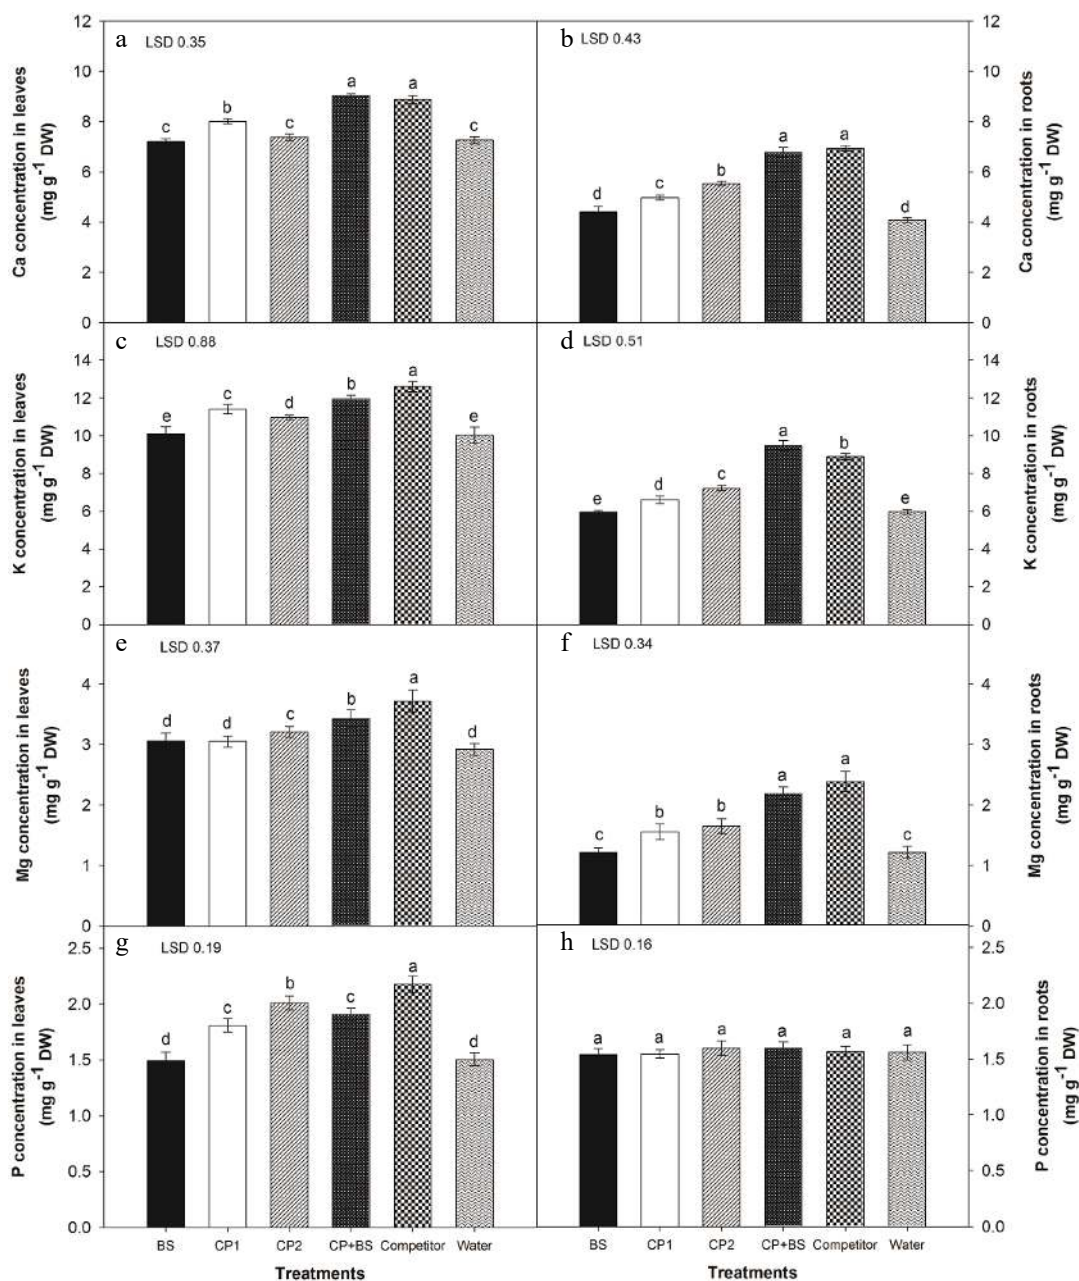 a LSD 0.35
12
10
8
6
4
2
0
Ca concentration in leaves
(mg g⁻¹ DW)
c b c a a c
b LSD 0.43
12
10
8
6
4
2
0
Ca concentration in roots
(mg g⁻¹ DW)
d c b a a d
c LSD 0.88
14
12
10
8
6
4
2
0
K concentration in leaves
(mg g⁻¹ DW)
e c d b a e
d LSD 0.51
14
12
10
8
6
4
2
0
K concentration in roots
(mg g⁻¹ DW)
e d c a b e
e LSD 0.37
4
3
2
1
0
Mg concentration in leaves
(mg g⁻¹ DW)
d d c b a d
f LSD 0.34
4
3
2
1
0
Mg concentration in roots
(mg g⁻¹ DW)
c b b a a c
g LSD 0.19
2.5
2.0
1.5
1.0
0.5
0.0
P concentration in leaves
(mg g⁻¹ DW)
d c b c a d
h LSD 0.16
2.5
2.0
1.5
1.0
0.5
0.0
P concentration in roots
(mg g⁻¹ DW)
a a a a a a
BS CP1 CP2 CP+BS Competitor Water
Treatments
BS CP1 CP2 CP+BS Competitor Water
Treatments